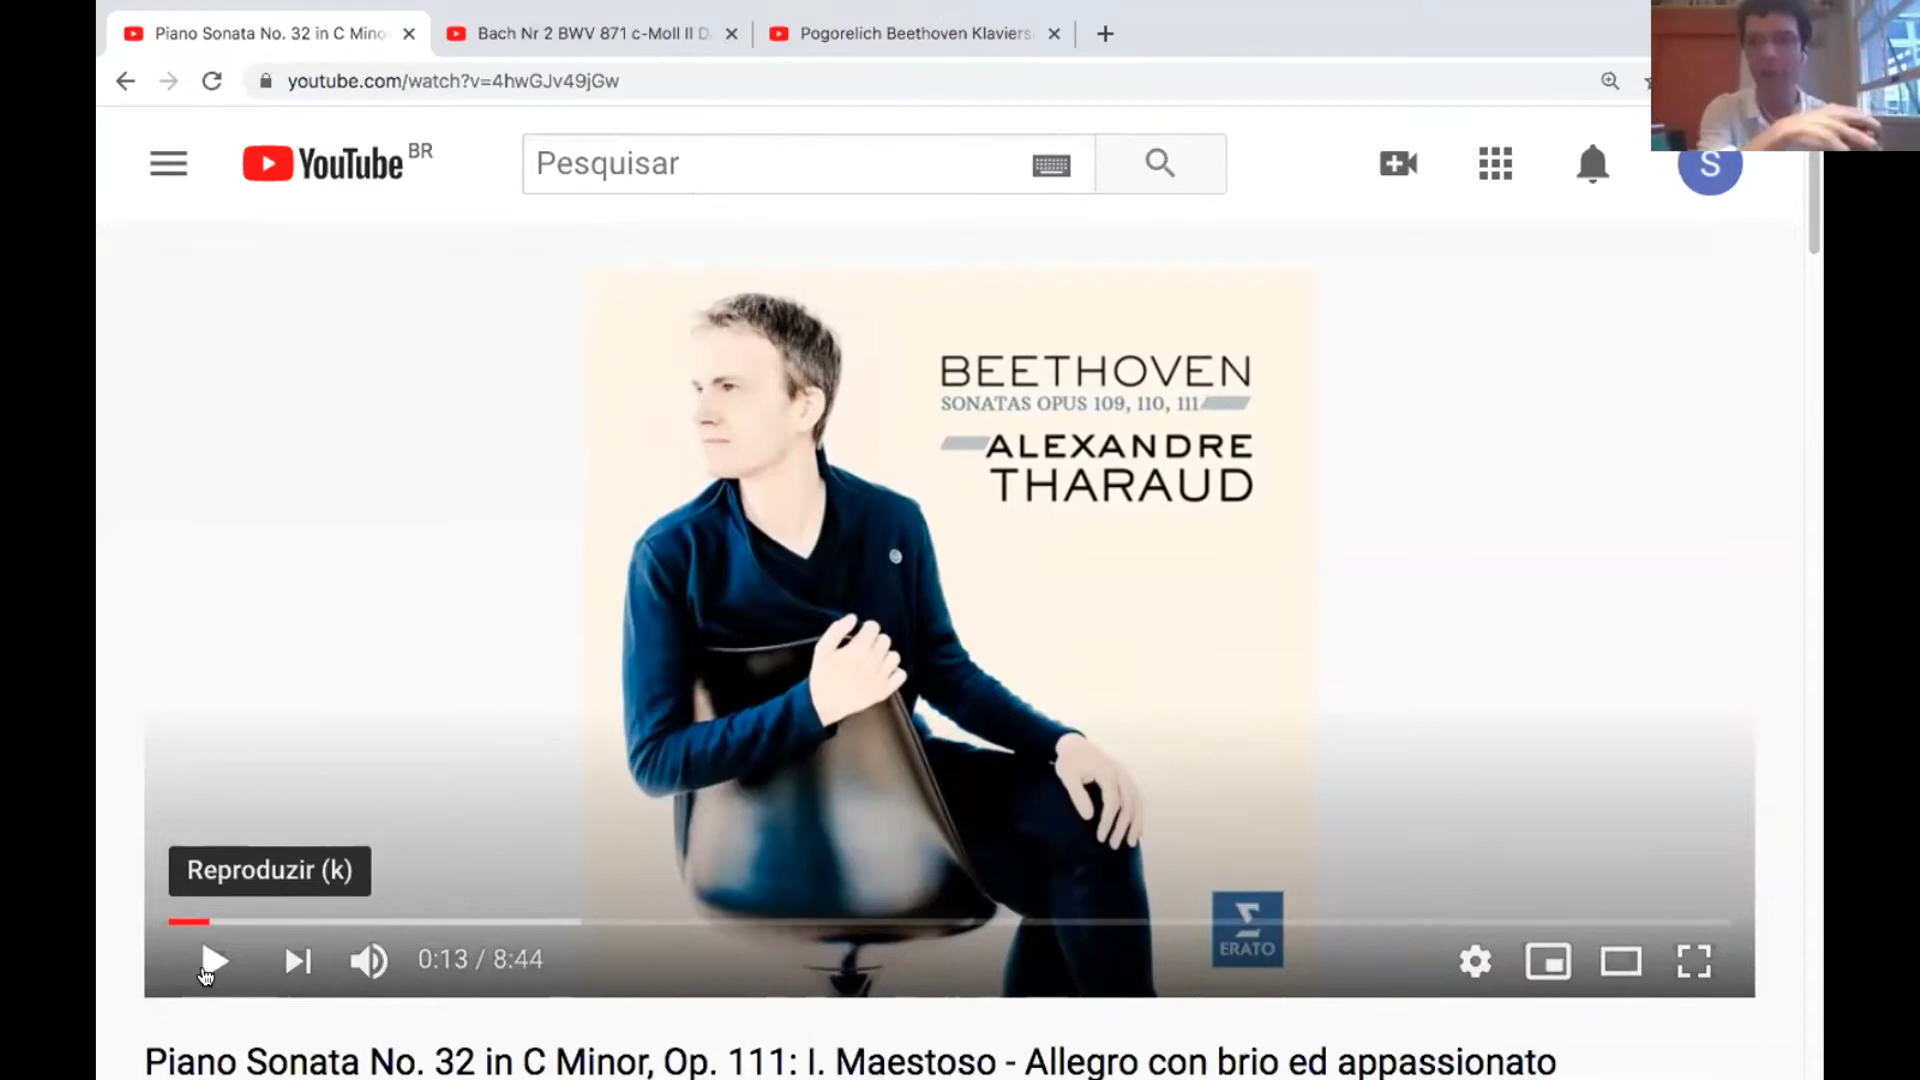 Piano Sonata No. 32 in C Mino
Bach Nr 2 BWV 871 c-Moll II D
Pogorelich Beethoven Klaviers
youtube.com/watch?v=4hwGJv49jGw
YouTube BR
Pesquisar
S
BEETHOVEN
SONATAS OPUS 109, 110, 111
ALEXANDRE
THARAUD
Reproduzir (k)
ERATO
0:13 / 8:44
Piano Sonata No. 32 in C Minor, Op. 111: I. Maestoso - Allegro con brio ed appassionato